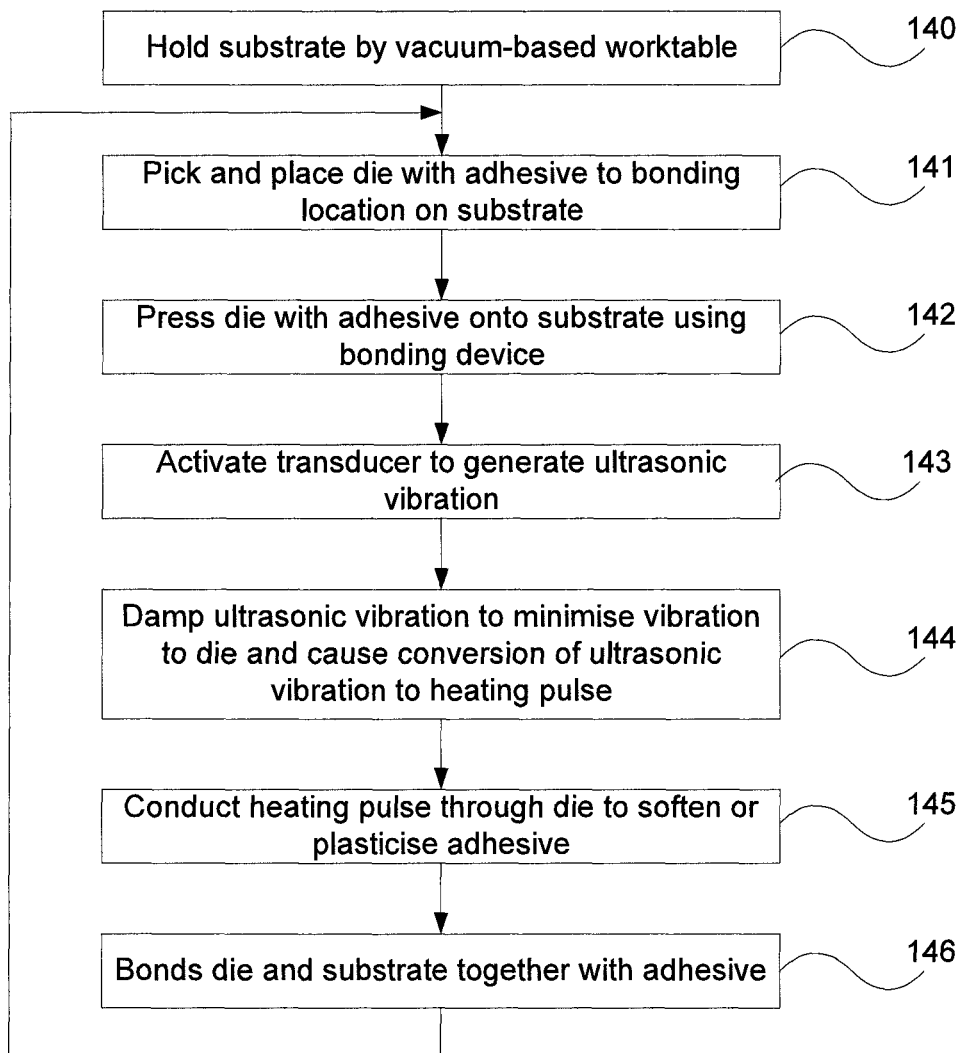 Hold substrate by vacuum-based worktable
140
Pick and place die with adhesive to bonding
location on substrate
141
Press die with adhesive onto substrate using
bonding device
142
Activate transducer to generate ultrasonic
vibration
143
Damp ultrasonic vibration to minimise vibration
to die and cause conversion of ultrasonic
vibration to heating pulse
144
Conduct heating pulse through die to soften or
plasticise adhesive
145
Bonds die and substrate together with adhesive
146